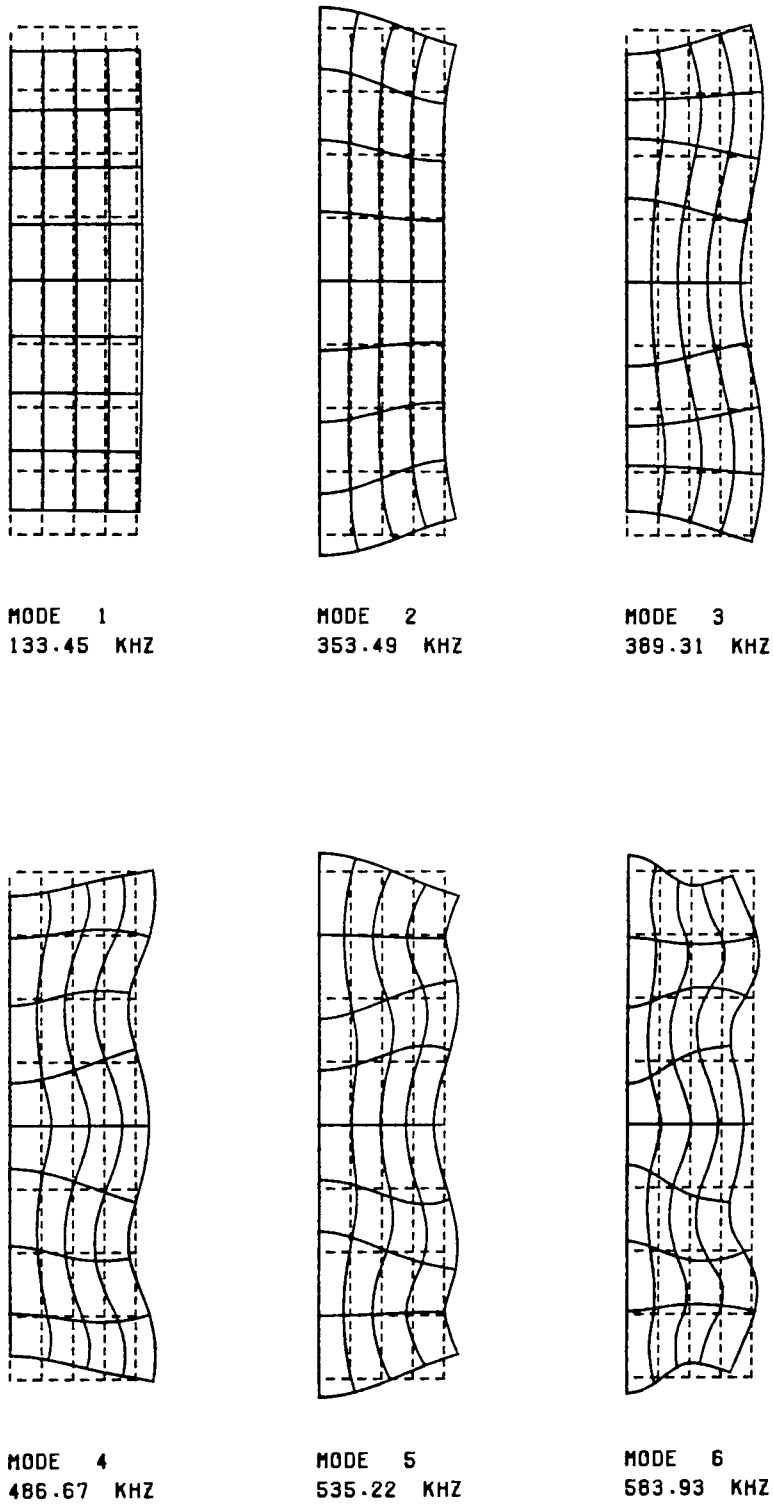 MODE 1
133.45 KHZ
MODE 2
353.49 KHZ
MODE 3
389.31 KHZ
MODE 4
486.67 KHZ
MODE 5
535.22 KHZ
MODE 6
583.93 KHZ